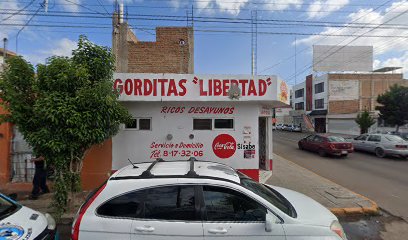 GORDITAS "LIBERTAD"
RICOS DESAYUNOS
Servicio a Domicilio
Tel. 8-17-32-06
Coca-Cola
Sisabe